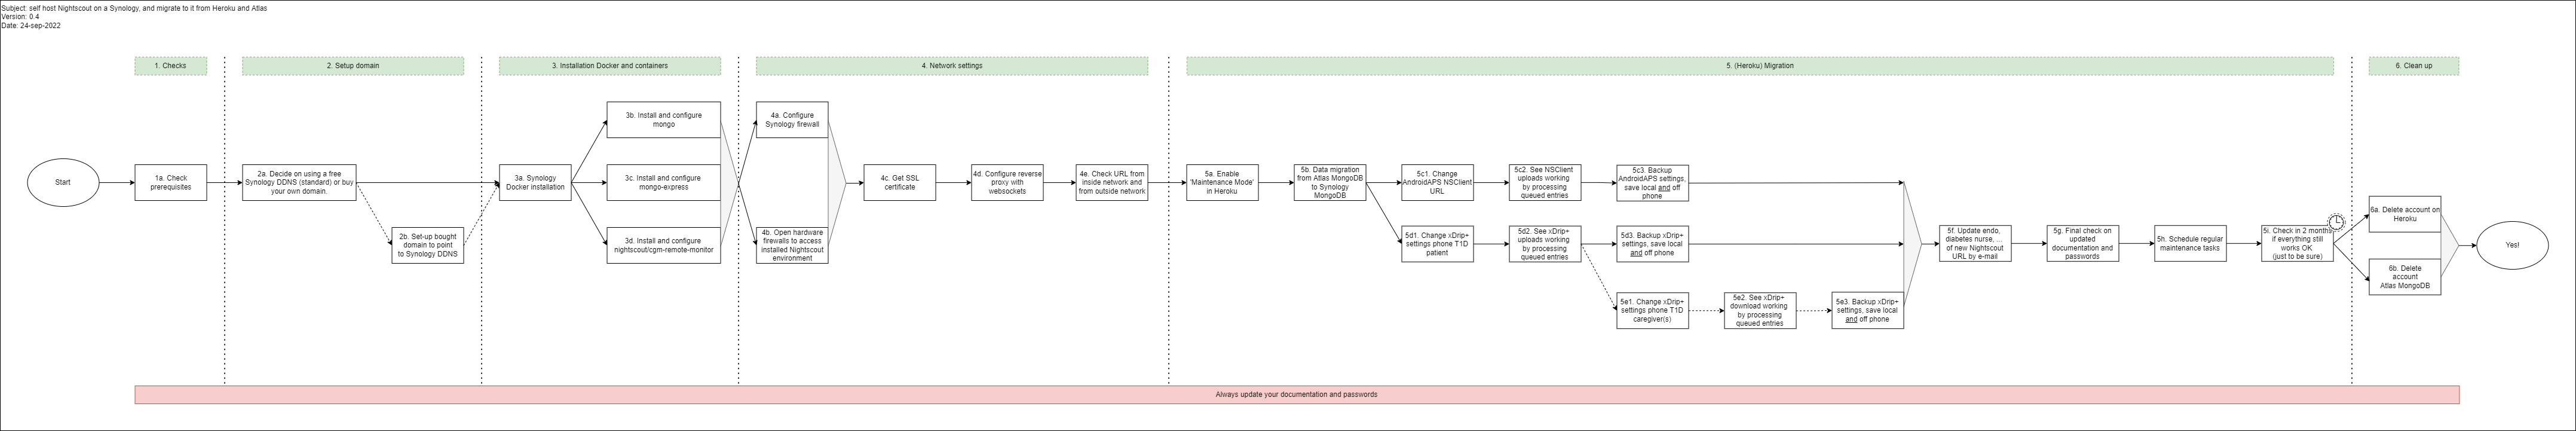 Subject: self host Nightscout on a Synology, and migrate to it from Heroku and Atlas
Version: 0.4
Date: 24-sep-2022
1. Checks
2. Setup domain
3. Installation Docker and containers
4. Network settings
5. (Heroku) Migration
6. Clean up
Start
1a. Check
prerequisites
2a. Decide on using a free
Synology DDNS (standard) or buy
your own domain.
2b. Set-up bought
domain to point
to Synology DDNS
3a. Synology
Docker installation
3b. Install and configure
mongo
3c. Install and configure
mongo-express
3d. Install and configure
nightscout/cgm-remote-monitor
4a. Configure
Synology firewall
4b. Open hardware
firewalls to access
installed Nightscout
environment
4c. Get SSL
certificate
4d. Configure reverse
proxy with
websockets
4e. Check URL from
inside network and
from outside network
5a. Enable
'Maintenance Mode'
in Heroku
5b. Data migration
from Atlas MongoDB
to Synology
MongoDB
5c1. Change
AndroidAPS NSClient
URL
5c2. See NSClient
uploads working
by processing
queued entries
5c3. Backup
AndroidAPS settings,
save local and off
phone
5d1. Change xDrip+
settings phone T1D
patient
5d2. See xDrip+
uploads working
by processing
queued entries
5d3. Backup xDrip+
settings, save local
and off phone
5e1. Change xDrip+
settings phone T1D
caregiver(s)
5e2. See xDrip+
download working
by processing
queued entries
5e3. Backup xDrip+
settings, save local
and off phone
5f. Update endo,
diabetes nurse, ...
of new Nightscout
URL by e-mail
5g. Final check on
updated
documentation and
passwords
5h. Schedule regular
maintenance tasks
5i. Check in 2 months
if everything still
works OK
(just to be sure)
6a. Delete account on
Heroku
6b. Delete
account
Atlas MongoDB
Yes!
Always update your documentation and passwords